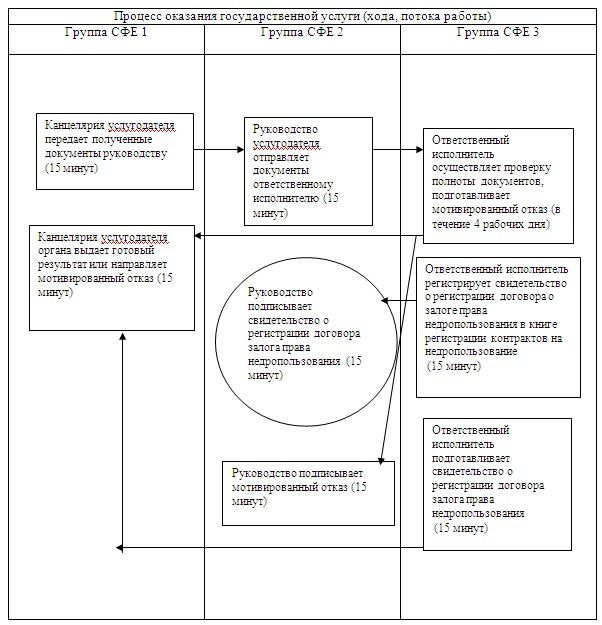 Процесс оказания государственной услуги (хода, потока работы)
Группа СФЕ 1
Группа СФЕ 2
Группа СФЕ 3
Канцелярия услугодателя
передает полученные
документы руководству
(15 минут)
Руководство
услугодателя
отправляет
документы
ответственному
исполнителю (15
минут)
Ответственный
исполнитель
осуществляет проверку
полноты документов,
подготавливает
мотивированный отказ (в
течение 4 рабочих дня)
Канцелярия услугодателя
органа выдает готовый
результат или направляет
мотивированный отказ (15
минут)
Руководство
подписывает
свидетельство о
регистрации договора
залога права
недропользования (15
минут)
Ответственный исполнитель
регистрирует свидетельство
о регистрации договора о
залоге права
недропользования в книге
регистрации контрактов на
недропользование
(15 минут)
Руководство подписывает
мотивированный отказ (15
минут)
Ответственный
исполнитель
подготавливает
свидетельство о
регистрации договора
залога права
недропользования
(15 минут)